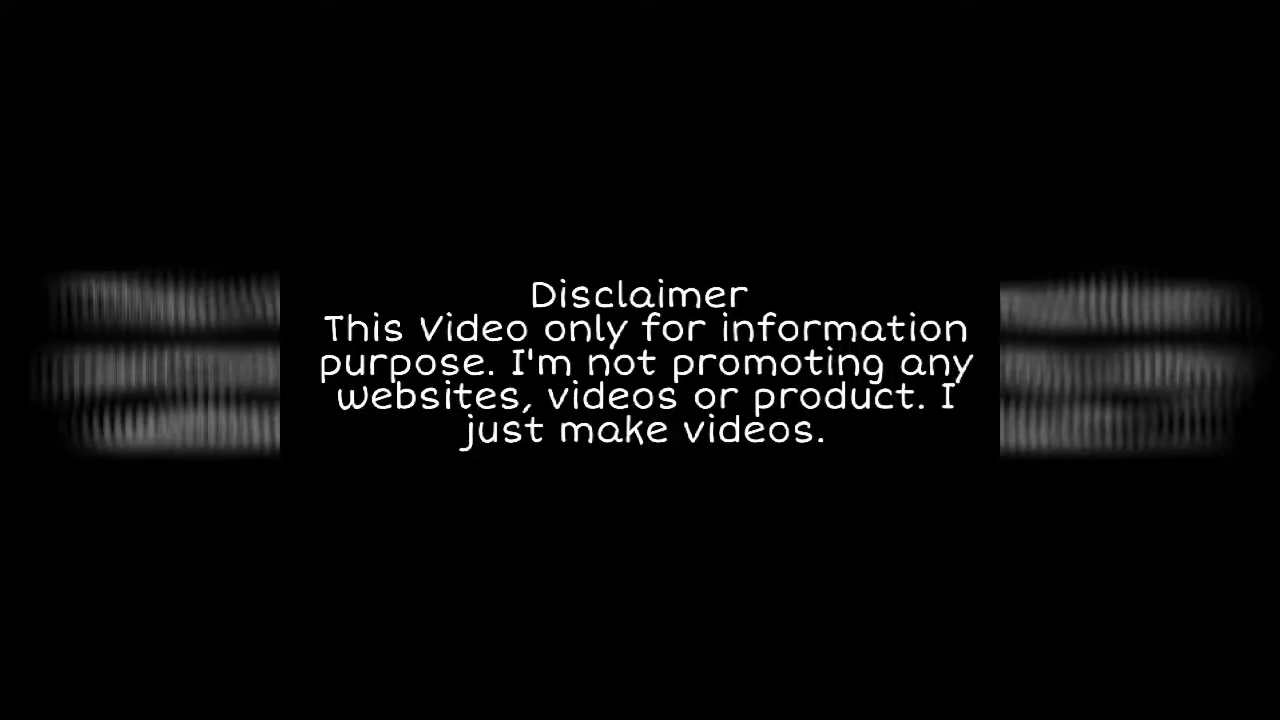 Disclaimer
This Video only for information
purpose. I'm not promoting any
websites, videos or product. I
just make videos.